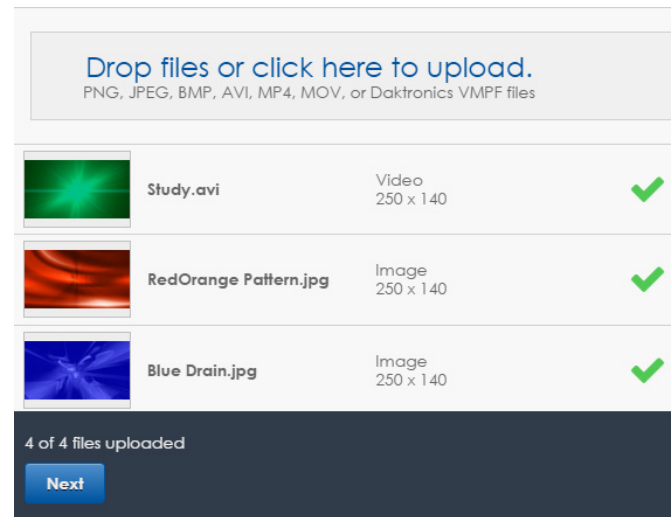 Drop files or click here to upload.
PNG, JPEG, BMP, AVI, MP4, MOV, or Daktronics VMPF files
Study.avi
Video
250 x 140
RedOrange Pattern.jpg
Image
250 x 140
Blue Drain.jpg
Image
250 x 140
4 of 4 files uploaded
Next